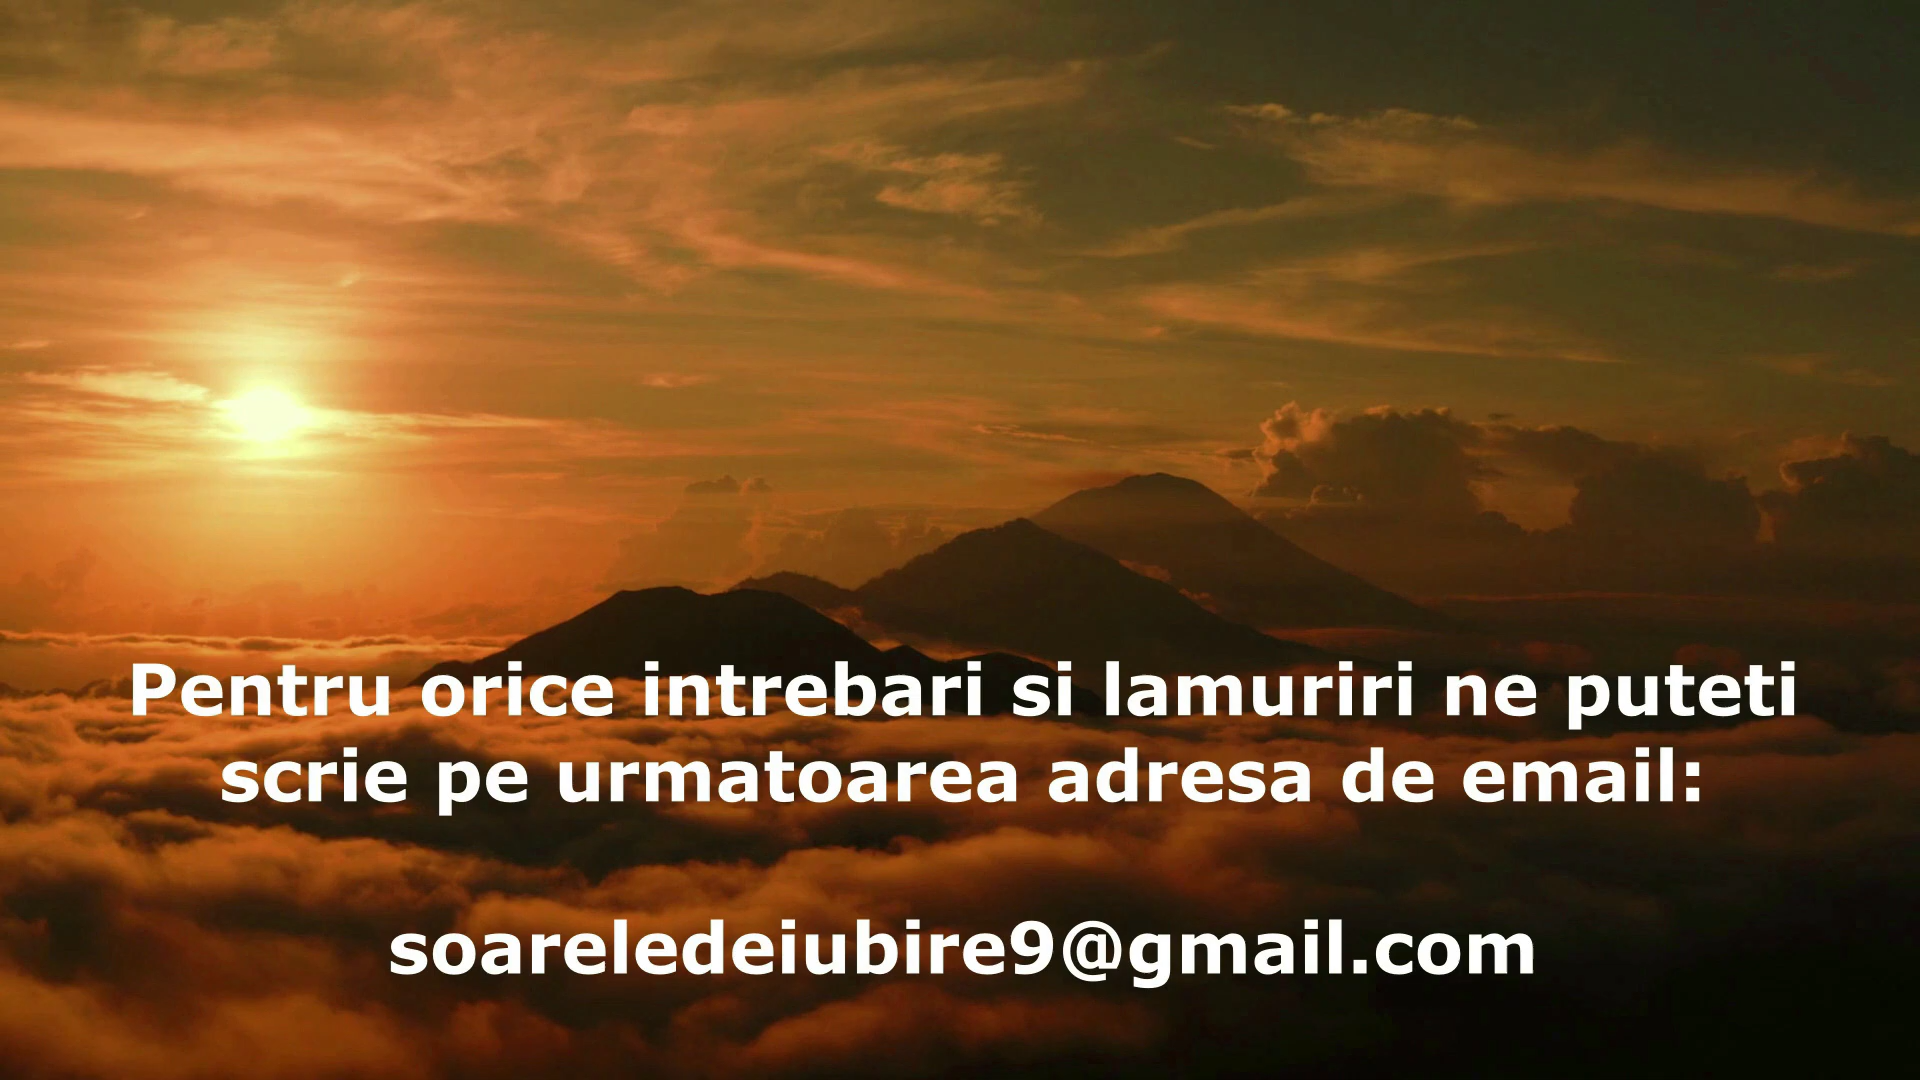 Pentru orice intrebari si lamuriri ne puteti
scrie pe urmatoarea adresa de email:
soareledeiubire9@gmail.com